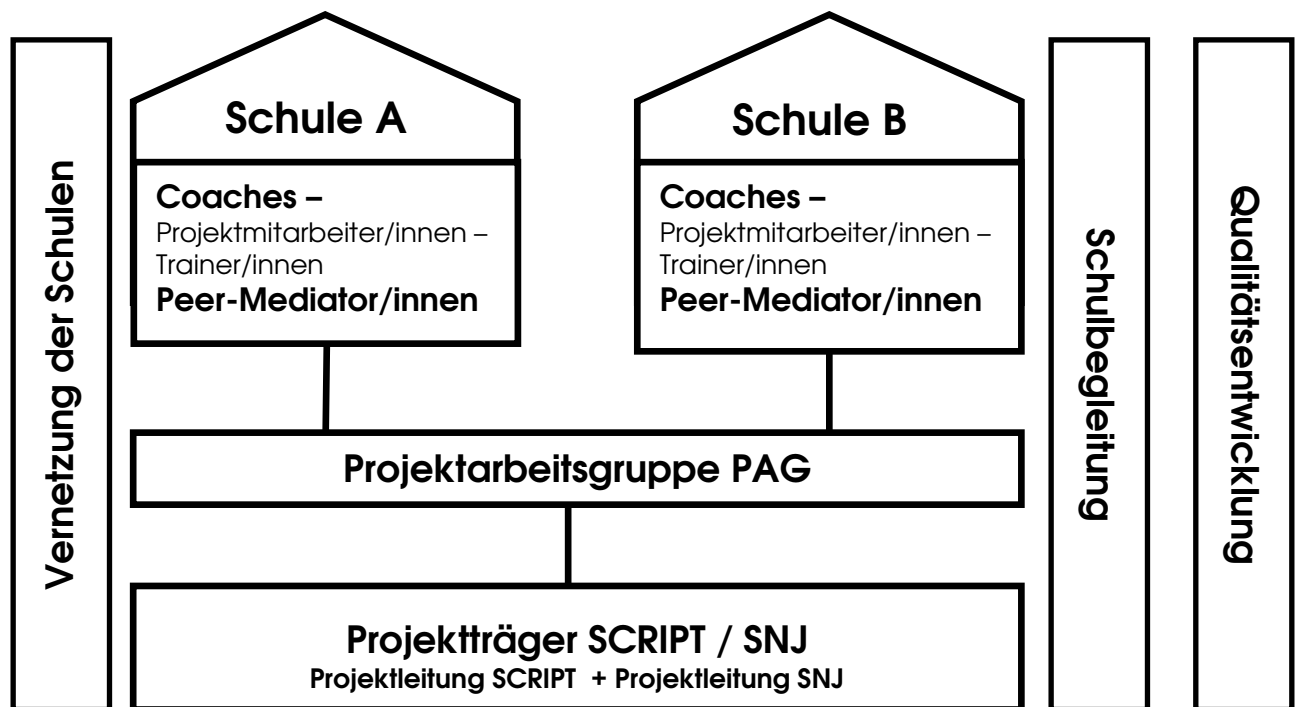 Vernetzung der Schulen
Schule A
Coaches –
Projektmitarbeiter/innen –
Trainer/innen
Peer-Mediator/innen
Schule B
Coaches –
Projektmitarbeiter/innen –
Trainer/innen
Peer-Mediator/innen
Projektarbeitsgruppe PAG
Projektträger SCRIPT / SNJ
Projektleitung SCRIPT + Projektleitung SNJ
Schulbegleitung
Qualitätsentwicklung